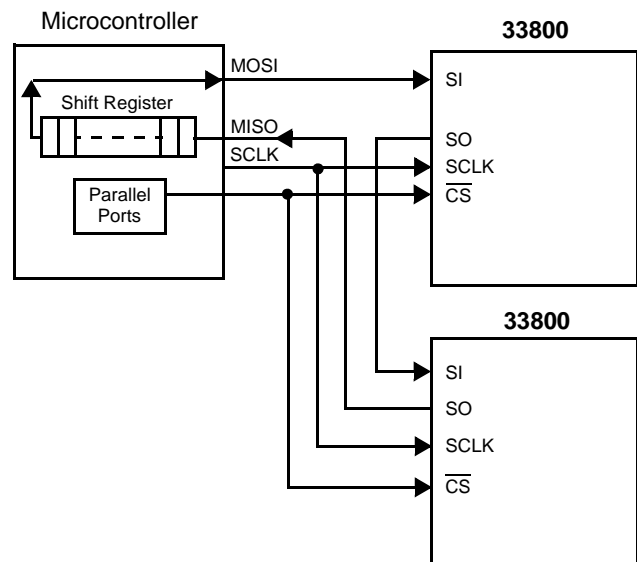 Microcontroller
33800
MOSI
SI
Shift Register
MISO
SO
SCLK
SCLK
Parallel
Ports
CS
33800
SI
SO
SCLK
CS